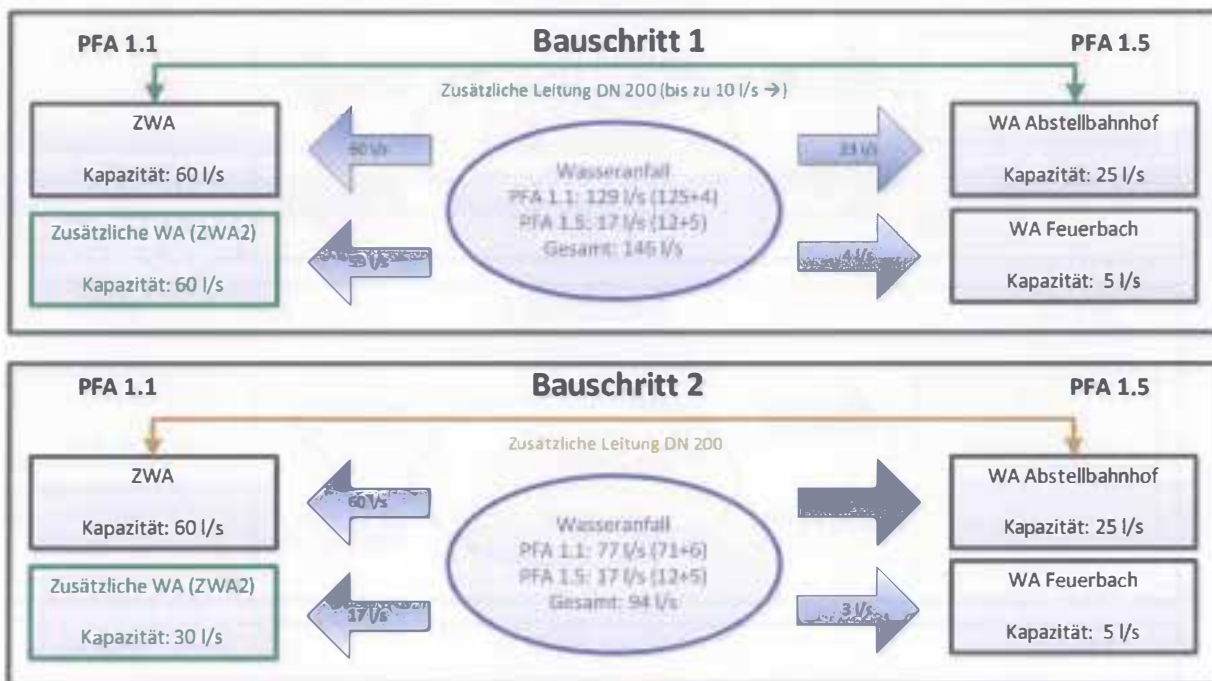 PFA 1.1
Bauschritt 1
PFA 1.5
Zusätzliche Leitung DN 200 (bis zu 10 l/s →)
ZWA
Kapazität: 60 l/s
60 l/s
Wasseranfall
PFA 1.1: 129 l/s (125+4)
PFA 1.5: 17 l/s (12+5)
Gesamt: 146 l/s
WA Abstellbahnhof
Kapazität: 25 l/s
Zusätzliche WA (ZWA2)
Kapazität: 60 l/s
4 l/s
WA Feuerbach
Kapazität: 5 l/s
PFA 1.1
Bauschritt 2
PFA 1.5
Zusätzliche Leitung DN 200
ZWA
Kapazität: 60 l/s
60 l/s
Wasseranfall
PFA 1.1: 77 l/s (71+6)
PFA 1.5: 17 l/s (12+5)
Gesamt: 94 l/s
WA Abstellbahnhof
Kapazität: 25 l/s
Zusätzliche WA (ZWA2)
Kapazität: 30 l/s
17 l/s
3 l/s
WA Feuerbach
Kapazität: 5 l/s